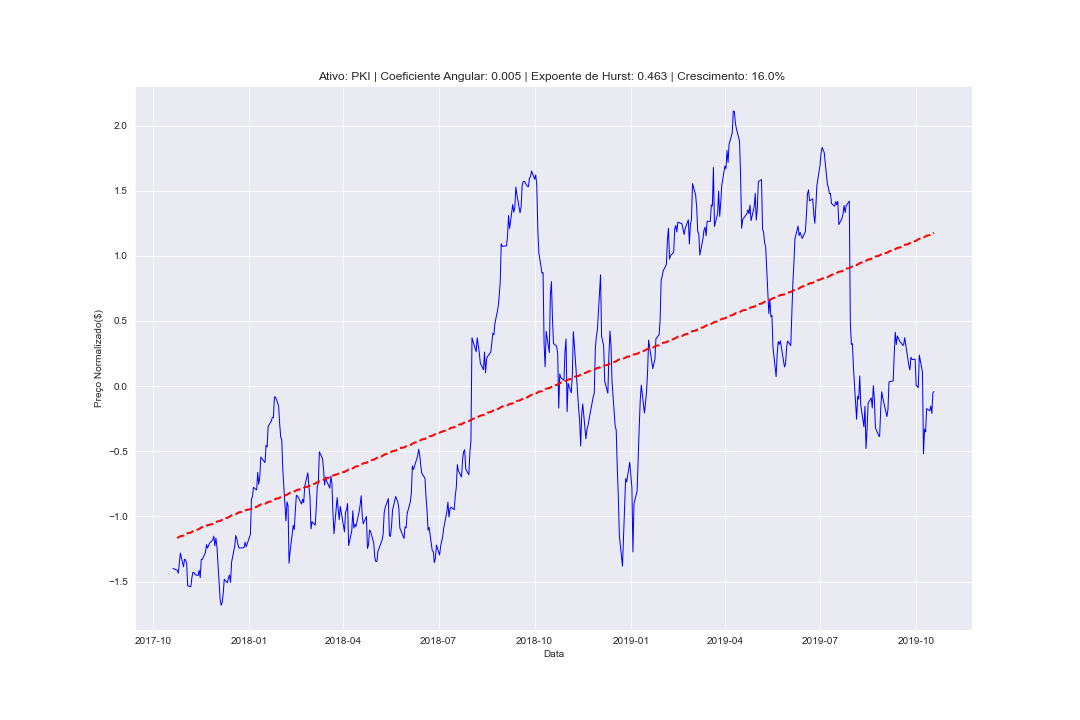 Ativo: PKI | Coeficiente Angular: 0.005 | Expoente de Hurst: 0.463 | Crescimento: 16.0%
Preço Normalizado($)
2.0
1.5
1.0
0.5
0.0
−0.5
−1.0
−1.5
2017-10 2018-01 2018-04 2018-07 2018-10 2019-01 2019-04 2019-07 2019-10
Data